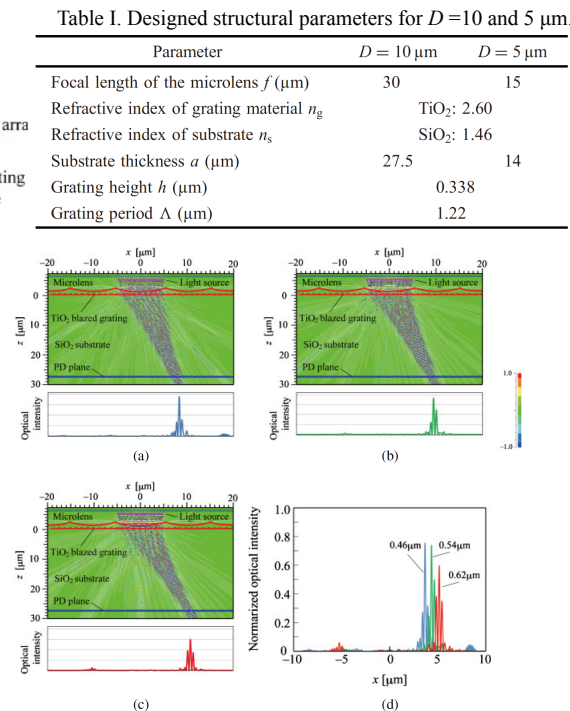 Table I. Designed structural parameters for D =10 and 5 μm.
Parameter D = 10 μm D = 5 μm
Focal length of the microlens f (μm) 30 15
Refractive index of grating material ng TiO2: 2.60
arra
Refractive index of substrate ns SiO2: 1.46
Substrate thickness a (μm) 27.5 14
ting
Grating height h (μm) 0.338
Grating period Λ (μm) 1.22
x [μm] x [μm]
-20 -10 0 10 20 -20 -10 0 10 20
Microlens Light source Microlens Light source
0 0
TiO2 blazed grating TiO2 blazed grating
10 10
z [μm] z [μm]
SiO2 substrate SiO2 substrate
20 20
PD plane PD plane
30 30
1.0
-1.0
Optical intensity Optical intensity
(a) (b)
x [μm]
-20 -10 0 10 20
Microlens Light source
0
TiO2 blazed grating
10
z [μm]
SiO2 substrate
20
PD plane
30
Optical intensity
(c)
Normarized optical intensity
1.0
0.8
0.6
0.4
0.2
0
0.46μm 0.54μm
0.62μm
-10 -5 0 5 10
x [μm]
(d)